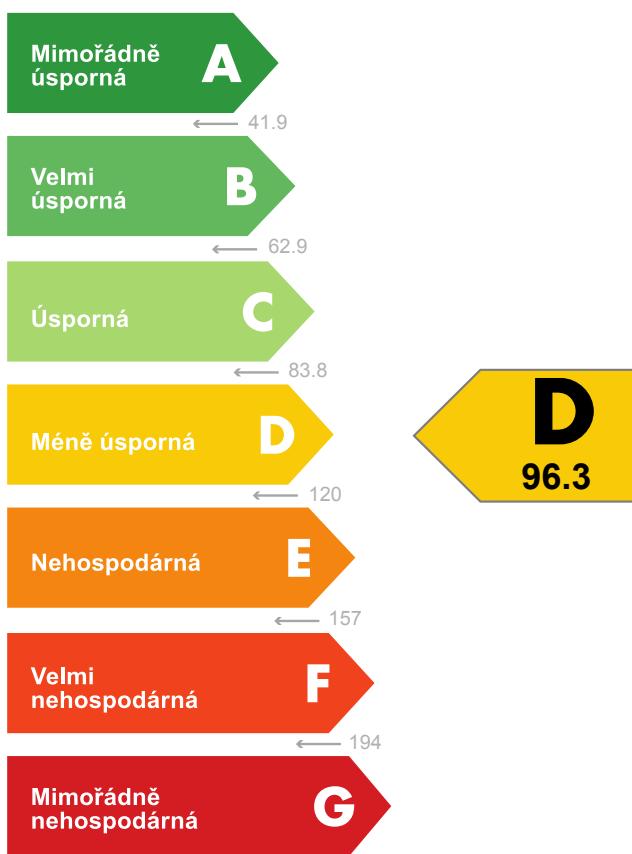 Mimořádně
úsporná
A
← 41.9
Velmi
úsporná
B
← 62.9
Úsporná
C
← 83.8
Méně úsporná
D
D
96.3
← 120
Nehospodárná
E
← 157
Velmi
nehospodárná
F
← 194
Mimořádně
nehospodárná
G